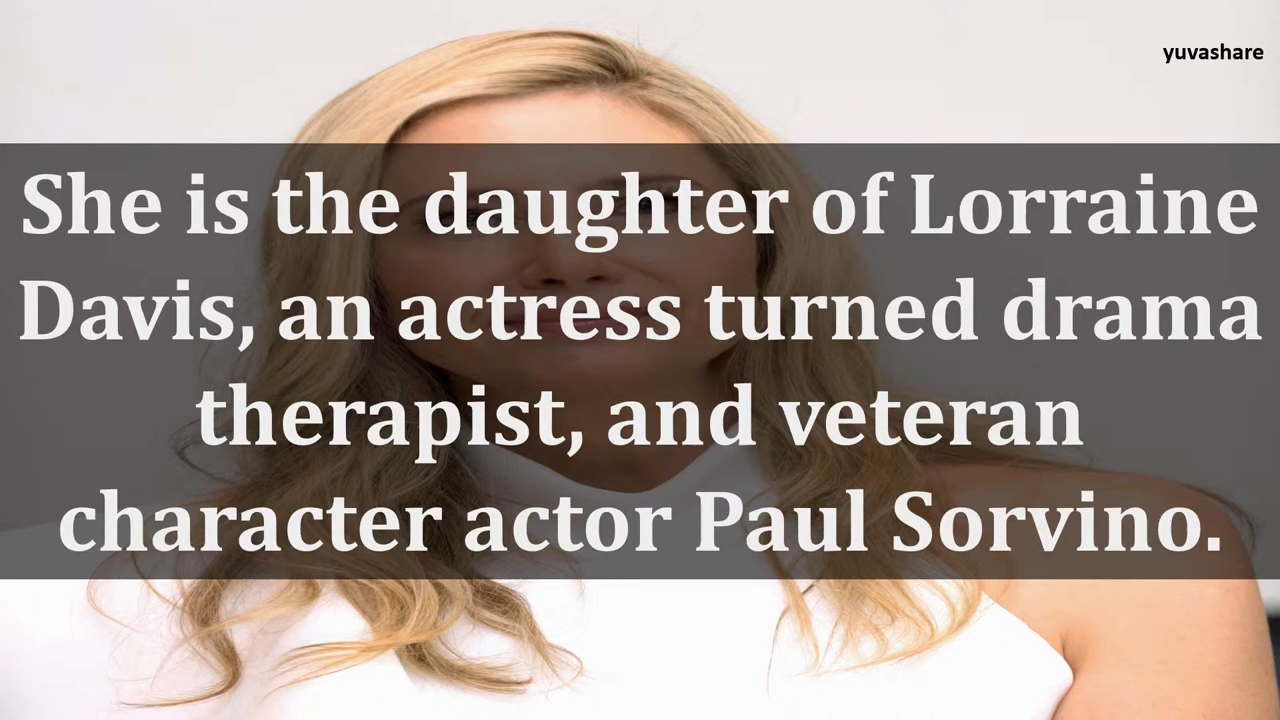 yuvashare
She is the daughter of Lorraine
Davis, an actress turned drama
therapist, and veteran
character actor Paul Sorvino.